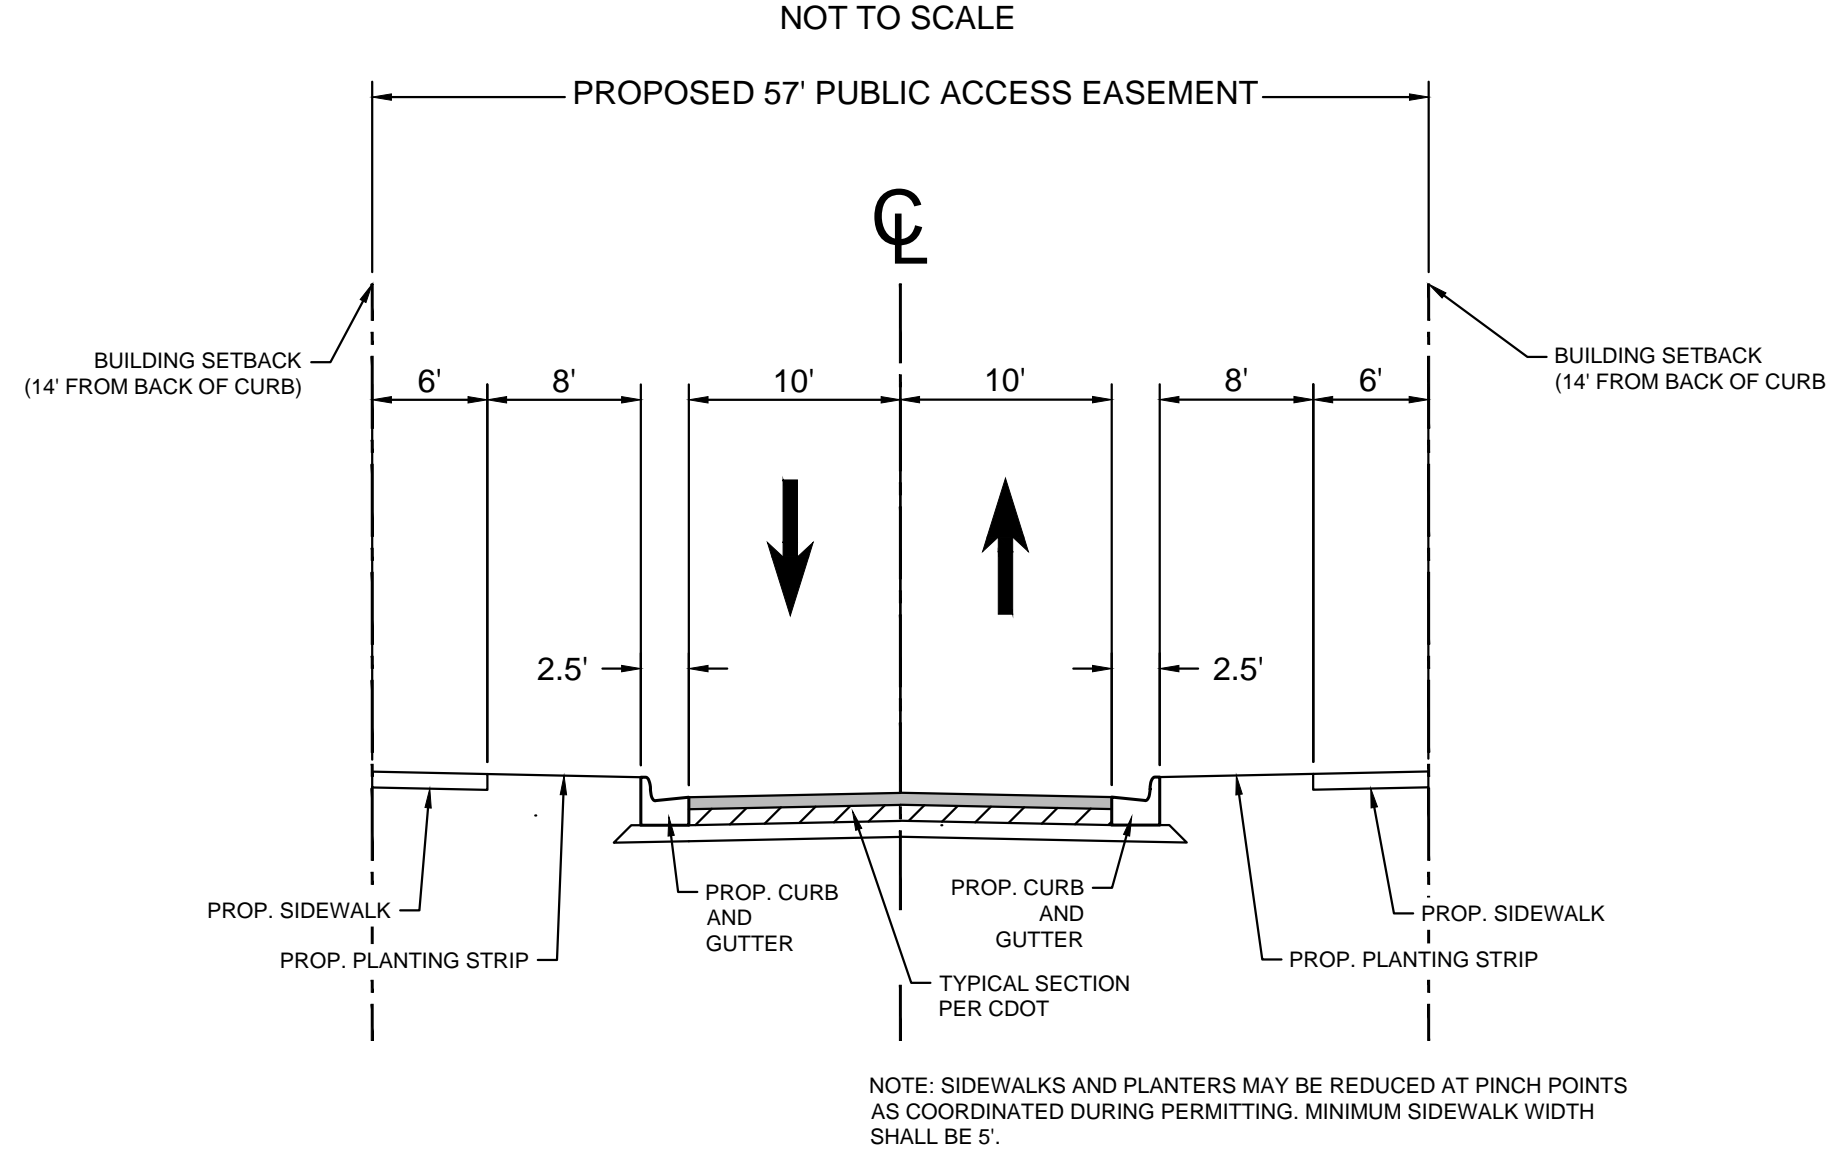 NOT TO SCALE
PROPOSED 57' PUBLIC ACCESS EASEMENT
CL
BUILDING SETBACK
(14' FROM BACK OF CURB)
BUILDING SETBACK
(14' FROM BACK OF CURB
6'
8'
10'
10'
8'
6'
2.5'
2.5'
PROP. SIDEWALK
PROP. PLANTING STRIP
PROP. CURB
AND
GUTTER
PROP. CURB
AND
GUTTER
TYPICAL SECTION
PER CDOT
PROP. SIDEWALK
PROP. PLANTING STRIP
NOTE: SIDEWALKS AND PLANTERS MAY BE REDUCED AT PINCH POINTS
AS COORDINATED DURING PERMITTING. MINIMUM SIDEWALK WIDTH
SHALL BE 5'.